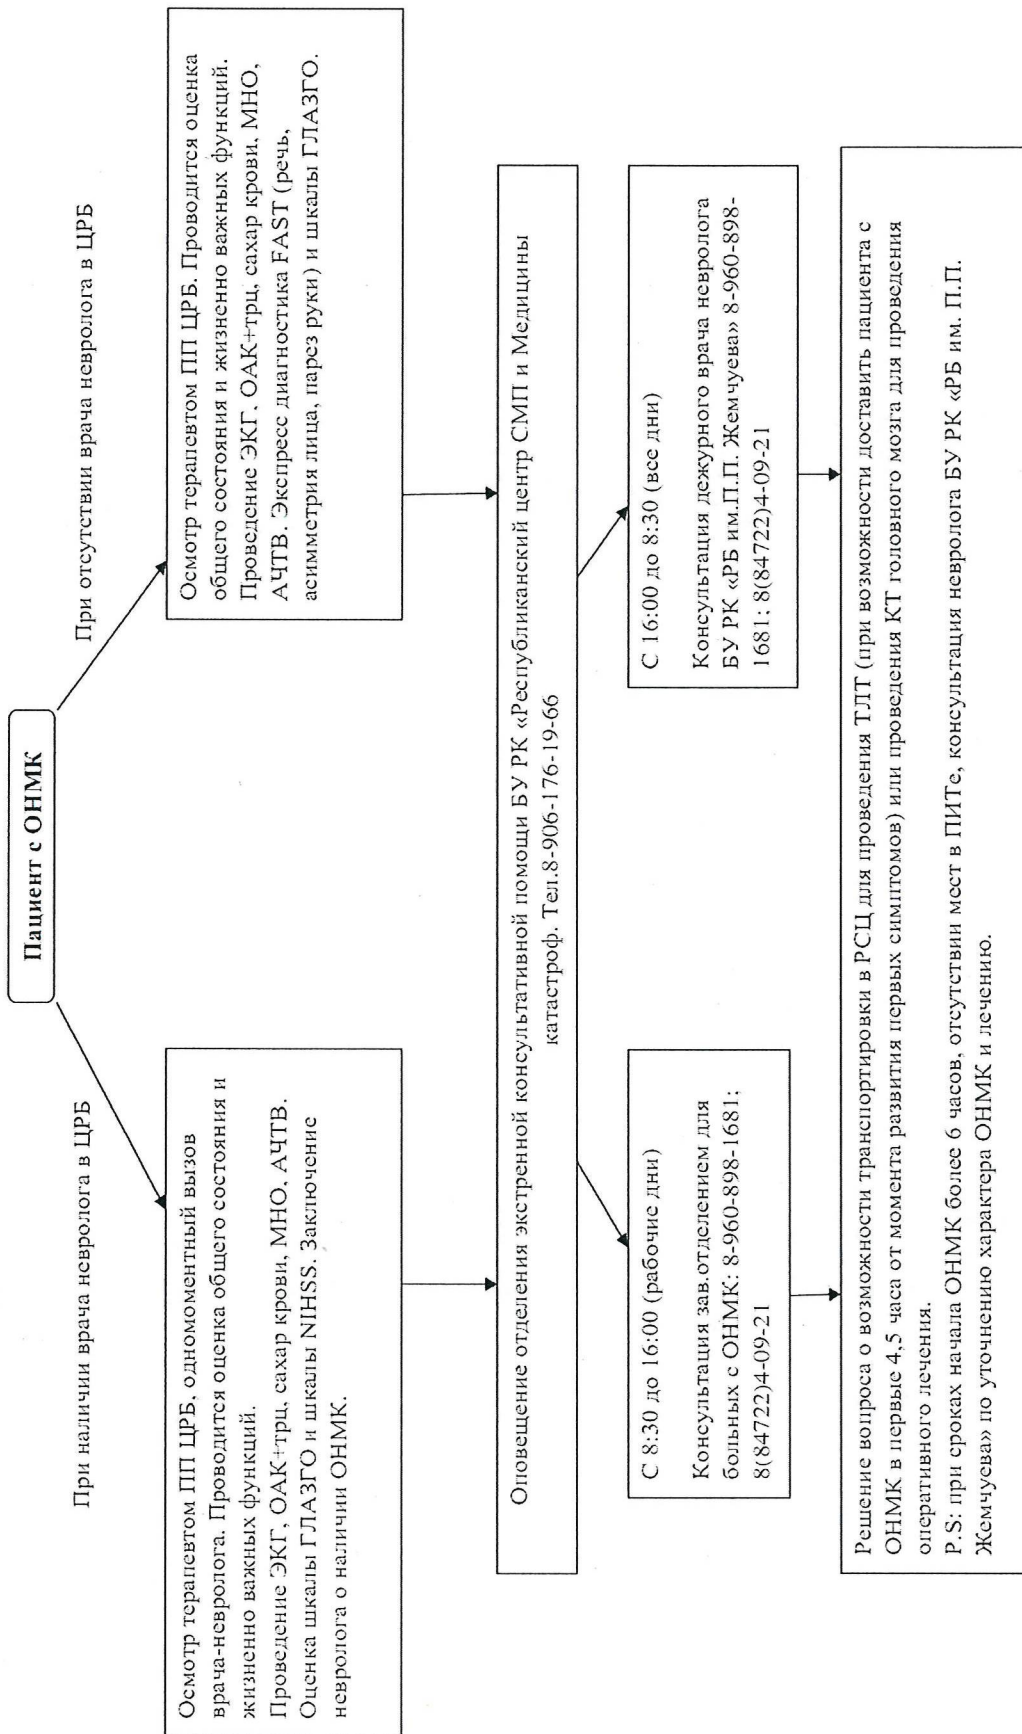 Пациент с ОНМК
При наличии врача невролога в ЦРБ
При отсутствии врача невролога в ЦРБ
Осмотр терапевтом ПП ЦРБ, одномоментный вызов
врача-невролога. Проводится оценка общего состояния и
жизненно важных функций.
Проведение ЭКГ, ОАК+трц, сахар крови, МНО, АЧТВ.
Оценка шкалы ГЛАЗГО и шкалы NIHSS. Заключение
невролога о наличии ОНМК.
Осмотр терапевтом ПП ЦРБ. Проводится оценка
общего состояния и жизненно важных функций.
Проведение ЭКГ, ОАК+трц, сахар крови, МНО,
АЧТВ. Экспресс диагностика FAST (речь,
асимметрия лица, парез руки) и шкалы ГЛАЗГО.
Оповещение отделения экстренной консультативной помощи БУ РК «Республиканский центр СМП и Медицины
катастроф. Тел.8-906-176-19-66
С 8:30 до 16:00 (рабочие дни)
Консультация зав.отделением для
больных с ОНМК: 8-960-898-1681;
8(84722)4-09-21
С 16:00 до 8:30 (все дни)
Консультация дежурного врача невролога
БУ РК «РБ им.П.П. Жемчуева» 8-960-898-
1681; 8(84722)4-09-21
Решение вопроса о возможности транспортировки в РСЦ для проведения ТЛТ (при возможности доставить пациента с
ОНМК в первые 4,5 часа от момента развития первых симптомов) или проведения КТ головного мозга для проведения
оперативного лечения.
P.S: при сроках начала ОНМК более 6 часов, отсутствии мест в ПИТе, консультация невролога БУ РК «РБ им. П.П.
Жемчуева» по уточнению характера ОНМК и лечению.